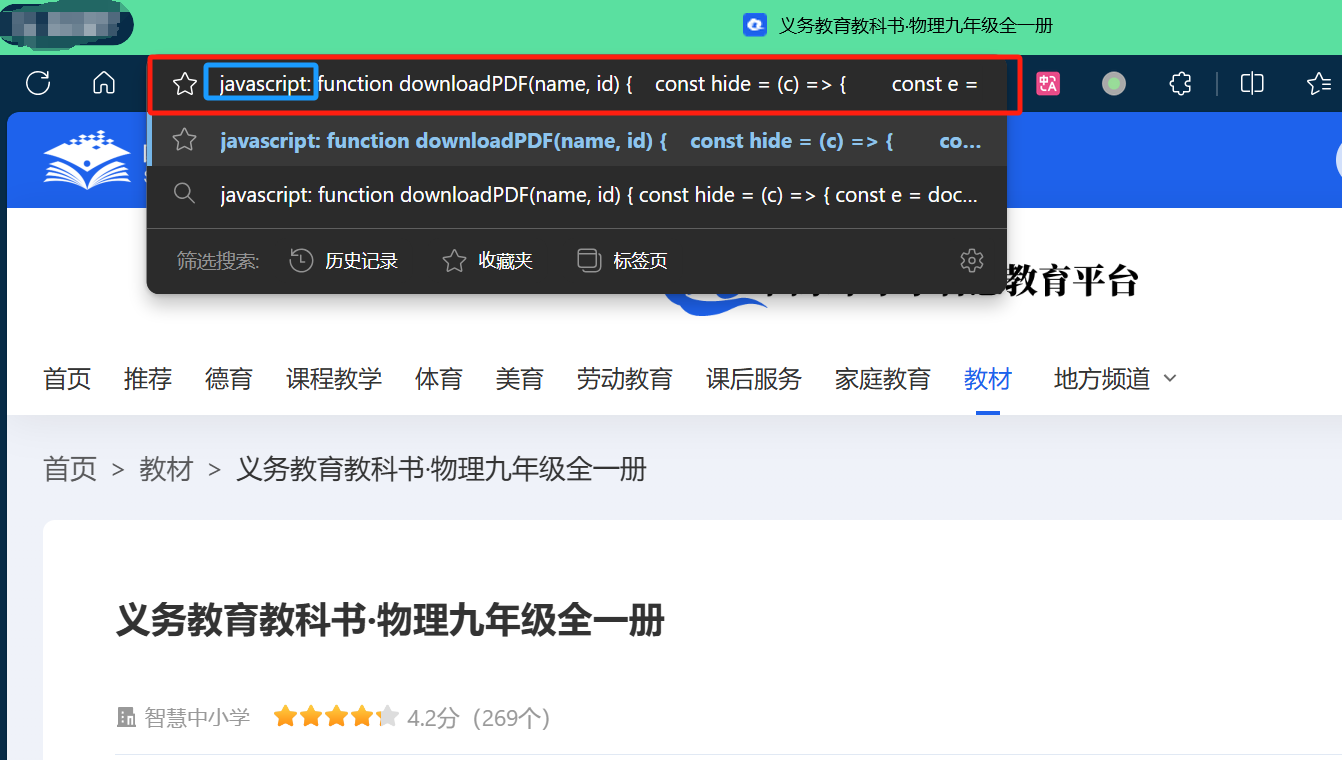 义务教育教科书·物理九年级全一册
javascript: function downloadPDF(name, id) { const hide = (c) => { const e =
javascript: function downloadPDF(name, id) { const hide = (c) => { co...
javascript: function downloadPDF(name, id) { const hide = (c) => { const e = doc...
筛选搜索: 历史记录 收藏夹 标签页
教育平台
首页 推荐 德育 课程教学 体育 美育 劳动教育 课后服务 家庭教育 教材 地方频道
首页 > 教材 > 义务教育教科书·物理九年级全一册
义务教育教科书·物理九年级全一册
智慧中小学 4.2分（269个）